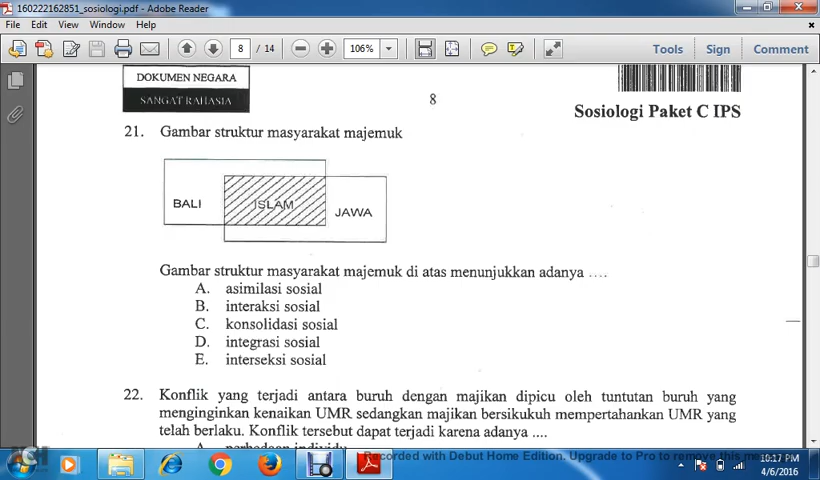 160222162851_sosiologi.pdf - Adobe Reader
File Edit View Window Help
8 / 14 106% Tools Sign Comment
DOKUMEN NEGARA
SANGAT RAHASIA
8
Sosiologi Paket C IPS
21. Gambar struktur masyarakat majemuk
BALI ISLAM JAWA
Gambar struktur masyarakat majemuk di atas menunjukkan adanya ....
A. asimilasi sosial
B. interaksi sosial
C. konsolidasi sosial
D. integrasi sosial
E. interseksi sosial
22. Konflik yang terjadi antara buruh dengan majikan dipicu oleh tuntutan buruh yang
menginginkan kenaikan UMR sedangkan majikan bersikukuh mempertahankan UMR yang
telah berlaku. Konflik tersebut dapat terjadi karena adanya ....
A. perbedaan individu
Recorded with Debut Home Edition. Upgrade to Pro to remove this
10:17 PM
4/6/2016